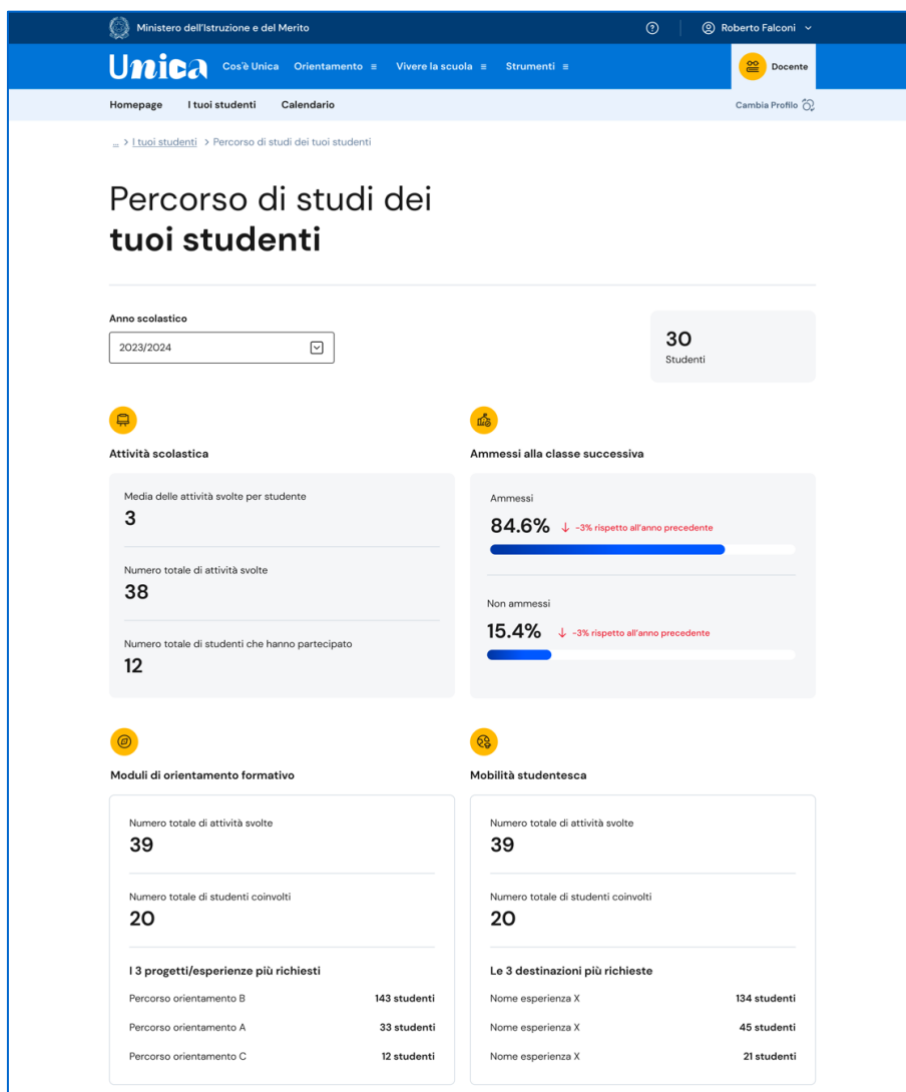 Ministero dell'Istruzione e del Merito
Roberto Falconi
Unica
Cos'è Unica
Orientamento
Vivere la scuola
Strumenti
Docente
Homepage
I tuoi studenti
Calendario
Cambia Profilo
... > I tuoi studenti > Percorso di studi dei tuoi studenti
Percorso di studi dei
tuoi studenti
Anno scolastico
2023/2024
30
Studenti
Attività scolastica
Media delle attività svolte per studente
3
Numero totale di attività svolte
38
Numero totale di studenti che hanno partecipato
12
Ammessi alla classe successiva
Ammessi
84.6% ↓ -3% rispetto all'anno precedente
Non ammessi
15.4% ↓ -3% rispetto all'anno precedente
Moduli di orientamento formativo
Numero totale di attività svolte
39
Numero totale di studenti coinvolti
20
I 3 progetti/esperienze più richiesti
Percorso orientamento B 143 studenti
Percorso orientamento A 33 studenti
Percorso orientamento C 12 studenti
Mobilità studentesca
Numero totale di attività svolte
39
Numero totale di studenti coinvolti
20
Le 3 destinazioni più richieste
Nome esperienza X 134 studenti
Nome esperienza X 45 studenti
Nome esperienza X 21 studenti